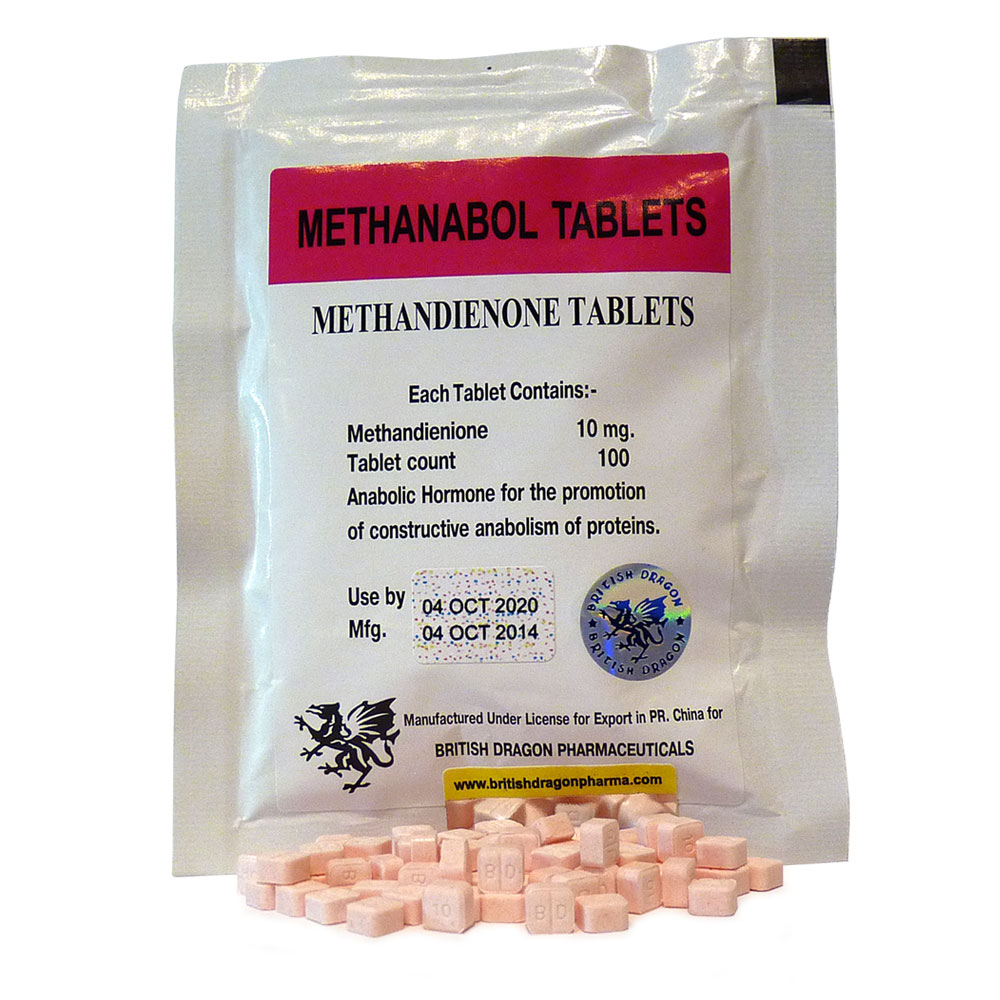 METHANABOL TABLETS
METHANDIENONE TABLETS
Each Tablet Contains:-
Methandienione 10 mg.
Tablet count 100
Anabolic Hormone for the promotion
of constructive anabolism of proteins.
Use by 04 OCT 2020
Mfg. 04 OCT 2014
BRITISH DRAGON
BRITISH DRAGON
Manufactured Under License for Export in PR. China for
BRITISH DRAGON PHARMACEUTICALS
www.britishdragonpharma.com
B D
B
10
B D